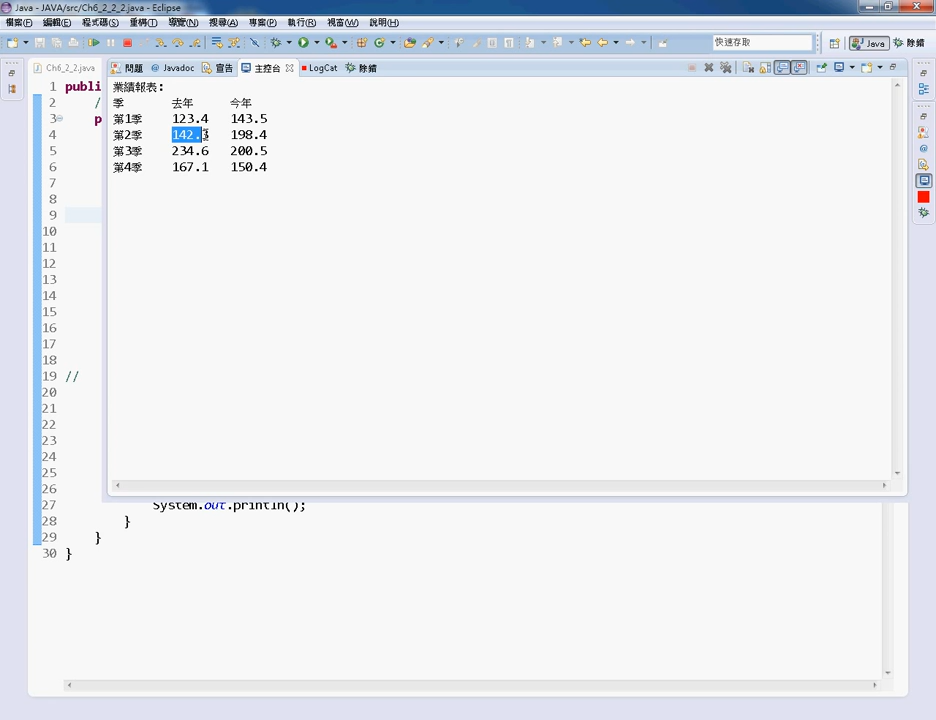 Java - JAVA/src/Ch6_2_2_2.java - Eclipse
檔案(F) 編輯(E) 程式碼(S) 重構(T) 導覽(N) 搜尋(A) 專案(P) 執行(R) 視窗(W) 說明(H)
快速存取 Java 除錯
Ch6_2_2.java 問題 @ Javadoc 宣告 主控台 LogCat 除錯
業績報表:
季 去年 今年
第1季 123.4 143.5
第2季 142.3 198.4
第3季 234.6 200.5
第4季 167.1 150.4
1 publi
2 /
3 p
4
5
6
7
8
9
10
11
12
13
14
15
16
17
18
19 //
20
21
22
23
24
25
26
27 System.out.println();
28 }
29 }
30 }